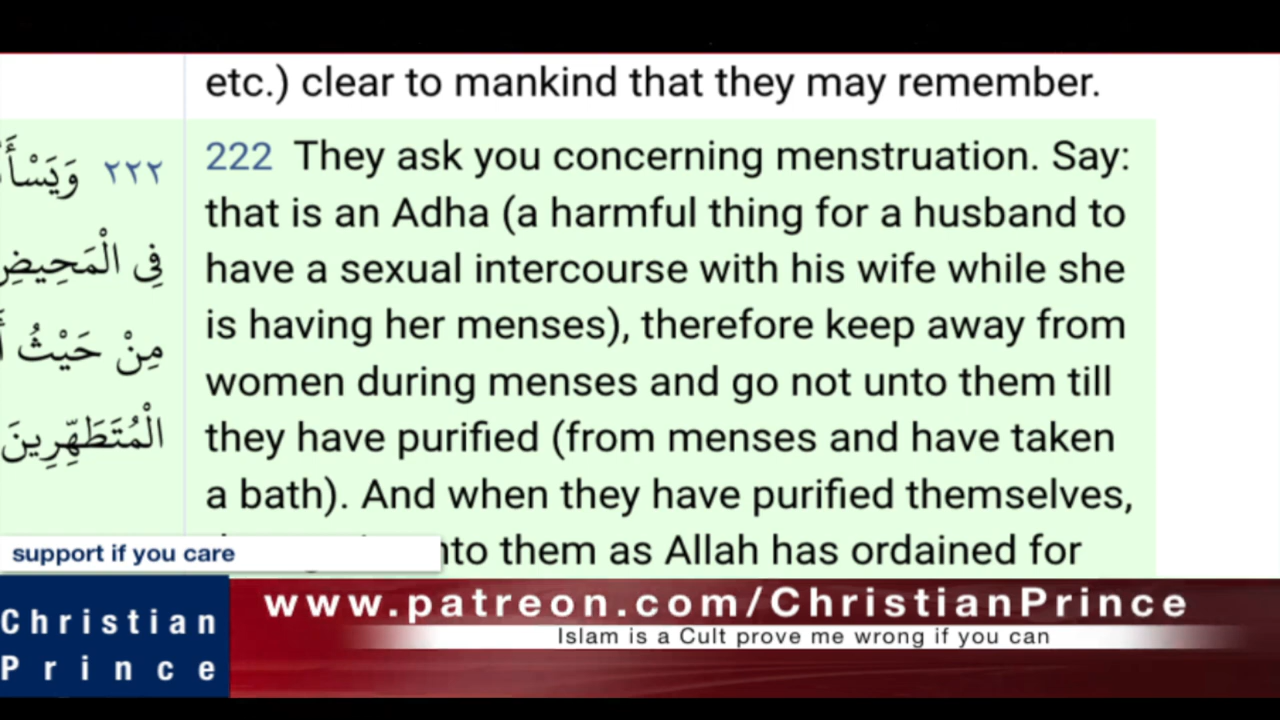 etc.) clear to mankind that they may remember.
٢٢٢ وَيَسْأَ
فِي الْمَحِيضِ
مِنْ حَيْثُ أَ
الْمُتَطَهِّرِينَ
222 They ask you concerning menstruation. Say:
that is an Adha (a harmful thing for a husband to
have a sexual intercourse with his wife while she
is having her menses), therefore keep away from
women during menses and go not unto them till
they have purified (from menses and have taken
a bath). And when they have purified themselves,
them as Allah has ordained for
support if you care
Christian
Prince
www.patreon.com/ChristianPrince
Islam is a Cult prove me wrong if you can